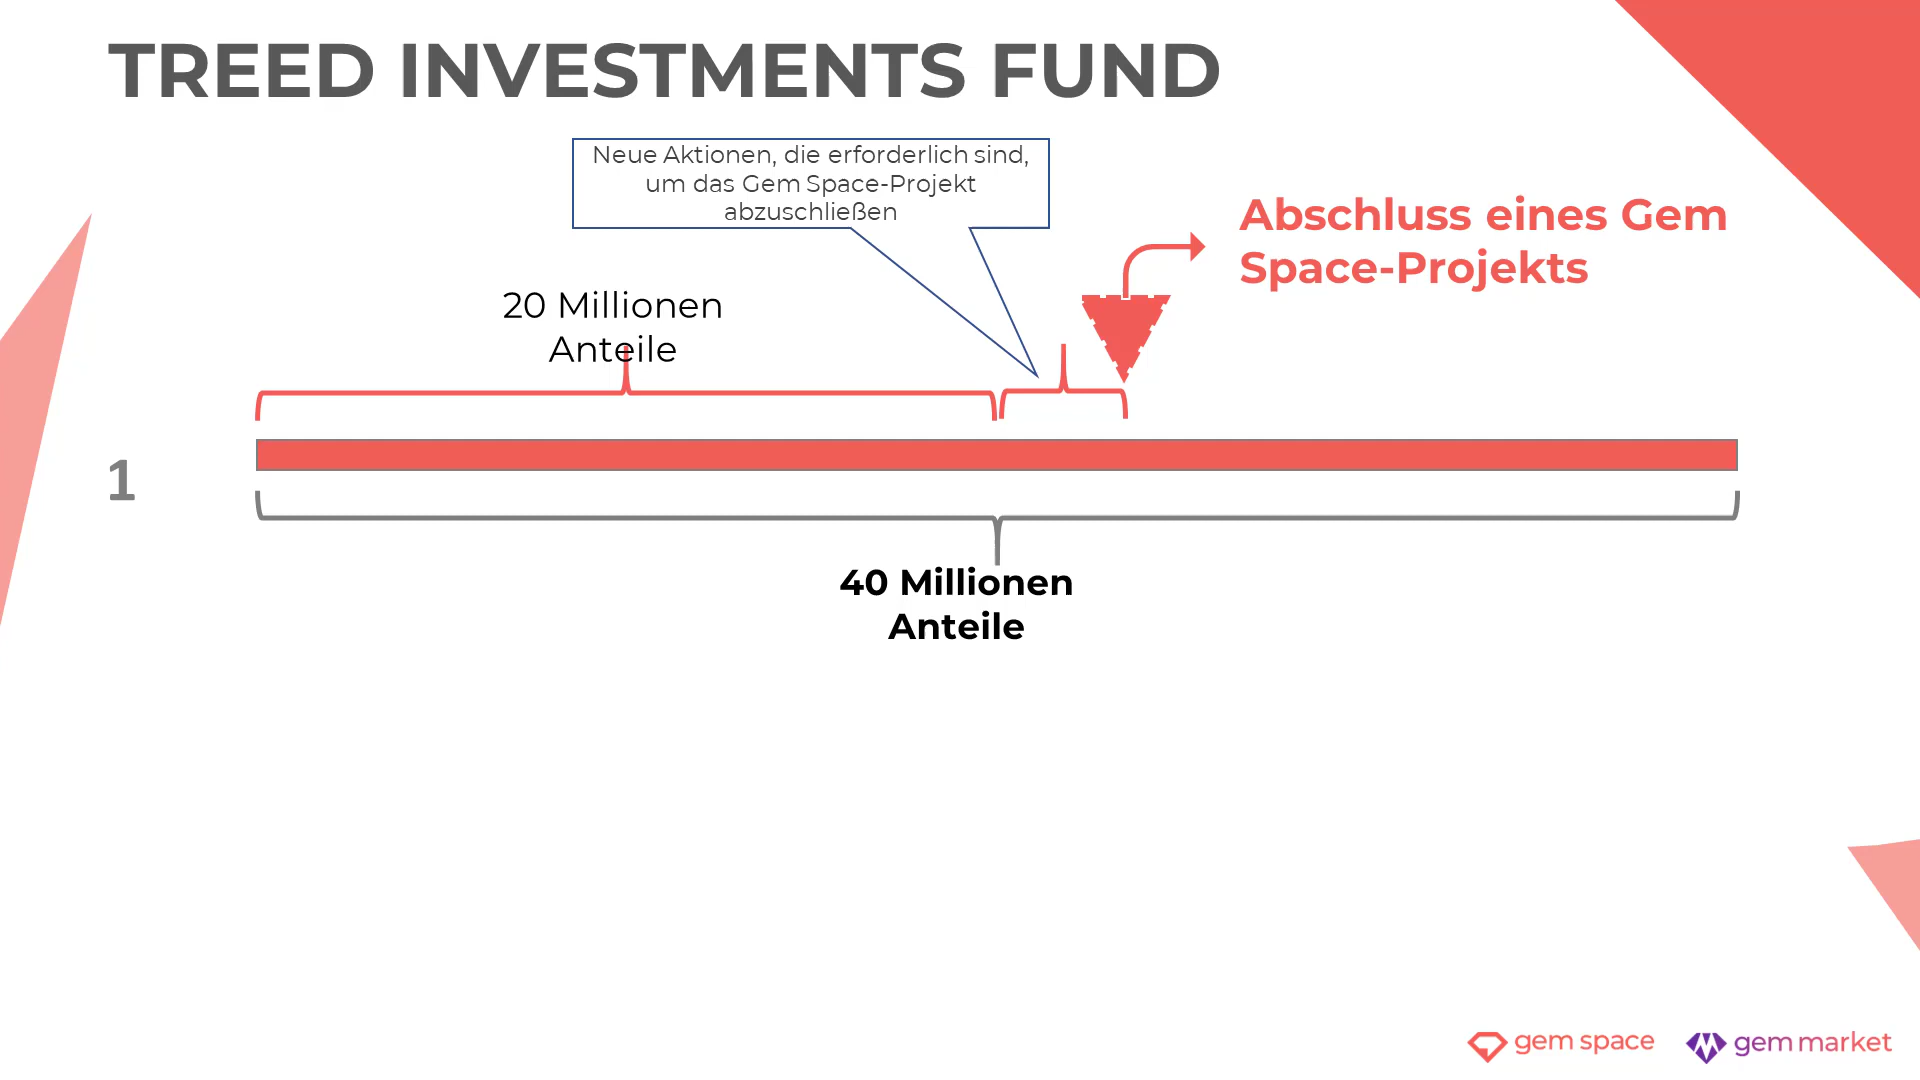 TREED INVESTMENTS FUND
Neue Aktionen, die erforderlich sind,
um das Gem Space-Projekt
abzuschließen
Abschluss eines Gem
Space-Projekts
20 Millionen
Anteile
1
40 Millionen
Anteile
gem space
gem market